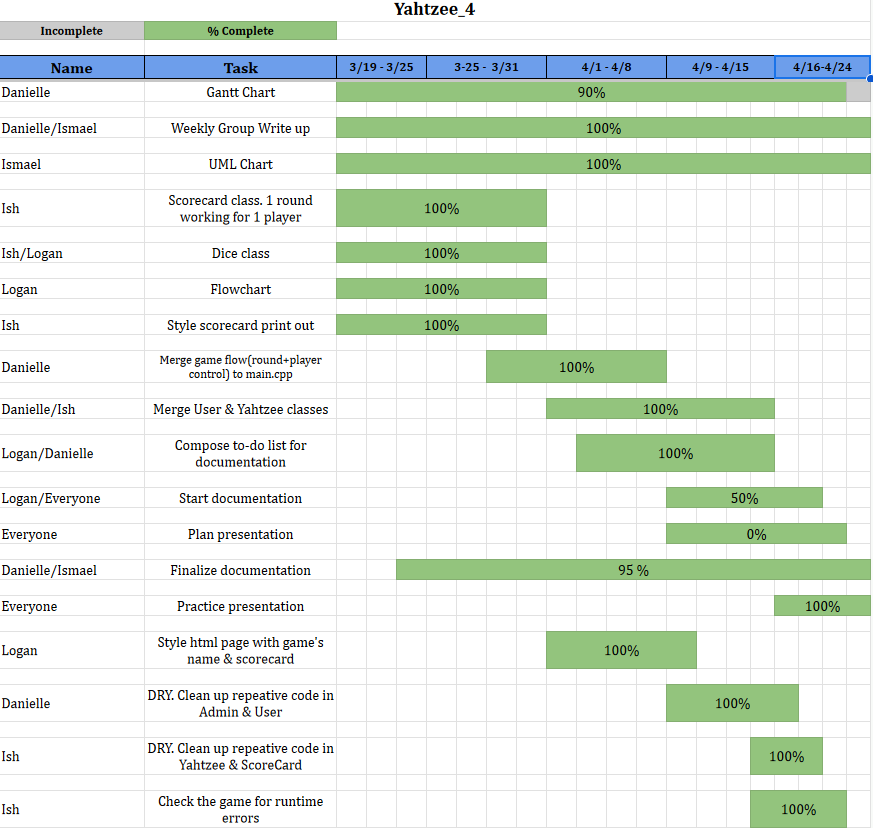 Yahtzee_4
Incomplete % Complete
Name Task 3/19 - 3/25 3-25 - 3/31 4/1 - 4/8 4/9 - 4/15 4/16-4/24
Danielle Gantt Chart 90%
Danielle/Ismael Weekly Group Write up 100%
Ismael UML Chart 100%
Ish Scorecard class. 1 round
working for 1 player 100%
Ish/Logan Dice class 100%
Logan Flowchart 100%
Ish Style scorecard print out 100%
Danielle Merge game flow(round+player
control) to main.cpp 100%
Danielle/Ish Merge User & Yahtzee classes 100%
Logan/Danielle Compose to-do list for
documentation 100%
Logan/Everyone Start documentation 50%
Everyone Plan presentation 0%
Danielle/Ismael Finalize documentation 95 %
Everyone Practice presentation 100%
Logan Style html page with game's
name & scorecard 100%
Danielle DRY. Clean up repeative code in
Admin & User 100%
Ish DRY. Clean up repeative code in
Yahtzee & ScoreCard 100%
Ish Check the game for runtime
errors 100%